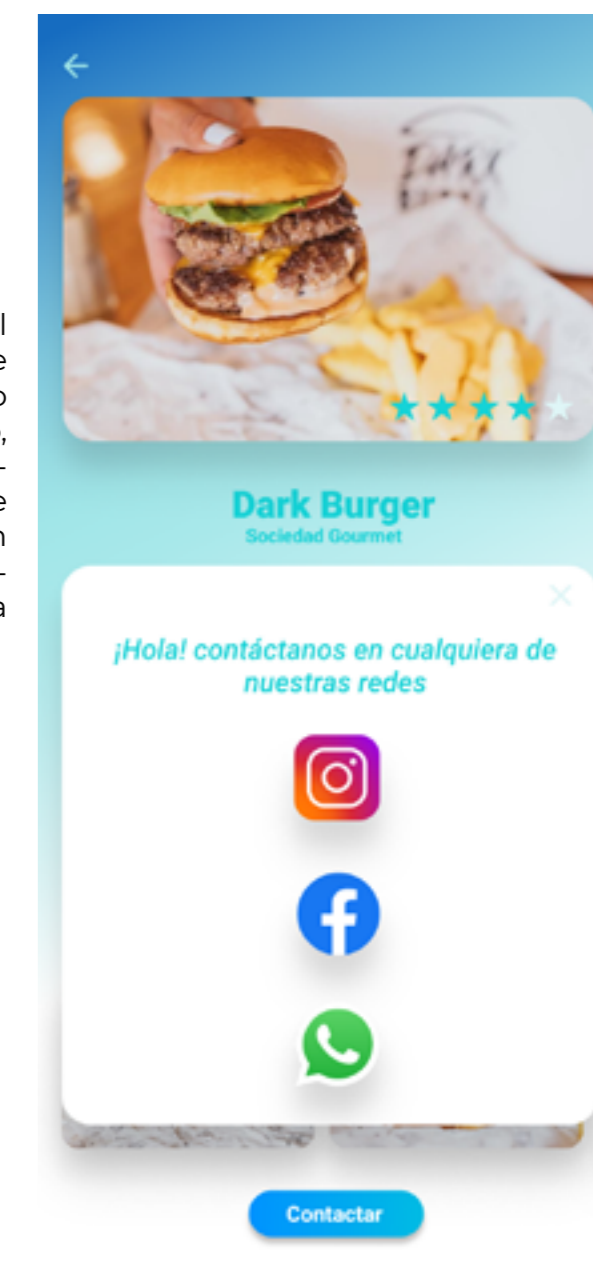 l
e
o
,
-
e
n
-
a
Dark Burger
Sociedad Gourmet
¡Hola! contáctanos en cualquiera de
nuestras redes
Contactar